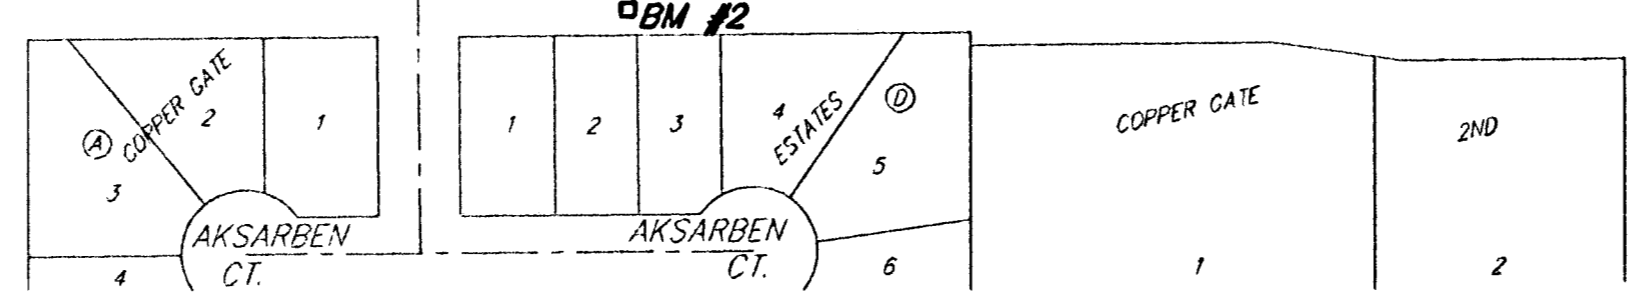 BM #2
COPPER GATE
2
1
A
3
4
AKSARBEN
CT.
1
2
3
4
ESTATES
D
5
6
AKSARBEN
CT.
COPPER GATE
1
2ND
2